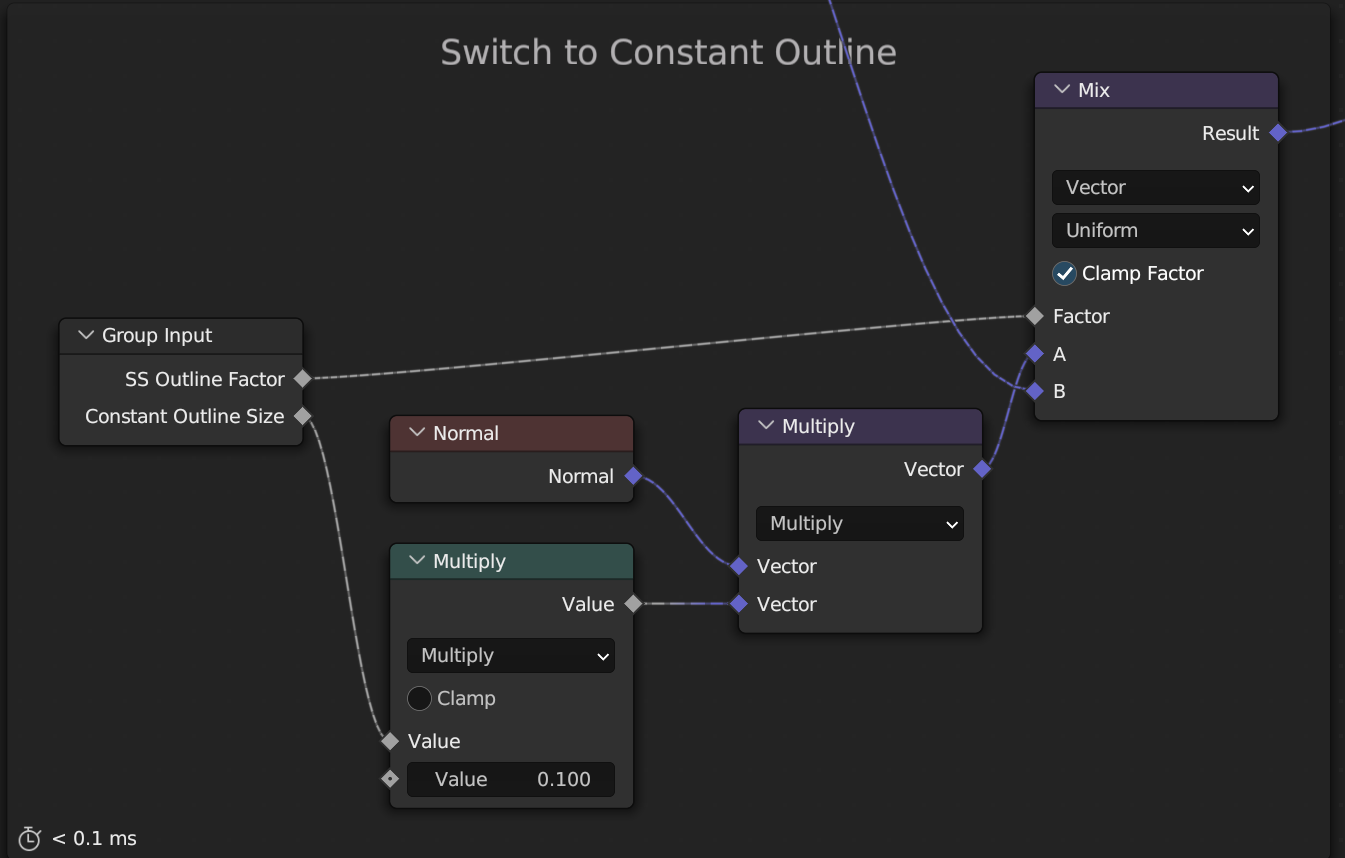 Switch to Constant Outline
Mix
Result
Vector
Uniform
Clamp Factor
Factor
A
B
Group Input
SS Outline Factor
Constant Outline Size
Normal
Normal
Multiply
Value
Multiply
Clamp
Value
Value 0.100
Multiply
Vector
Multiply
Vector
Vector
< 0.1 ms